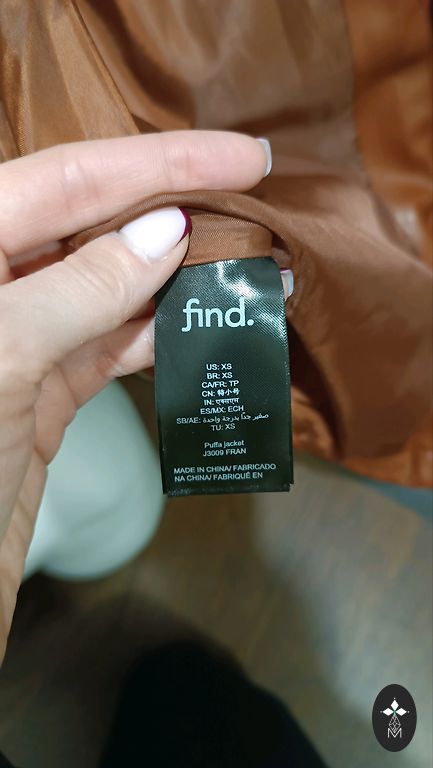 find.
US: XS
BR: XS
CA/FR: TP
CN: 特小号
IN: एक्सएस
ES/MX: ECH
SB/AE: صغير جدًا بدرجة واحدة
TU: XS
Puffa jacket
J3009 FRAN
MADE IN CHINA/ FABRICADO
NA CHINA/ FABRIQUÉ EN